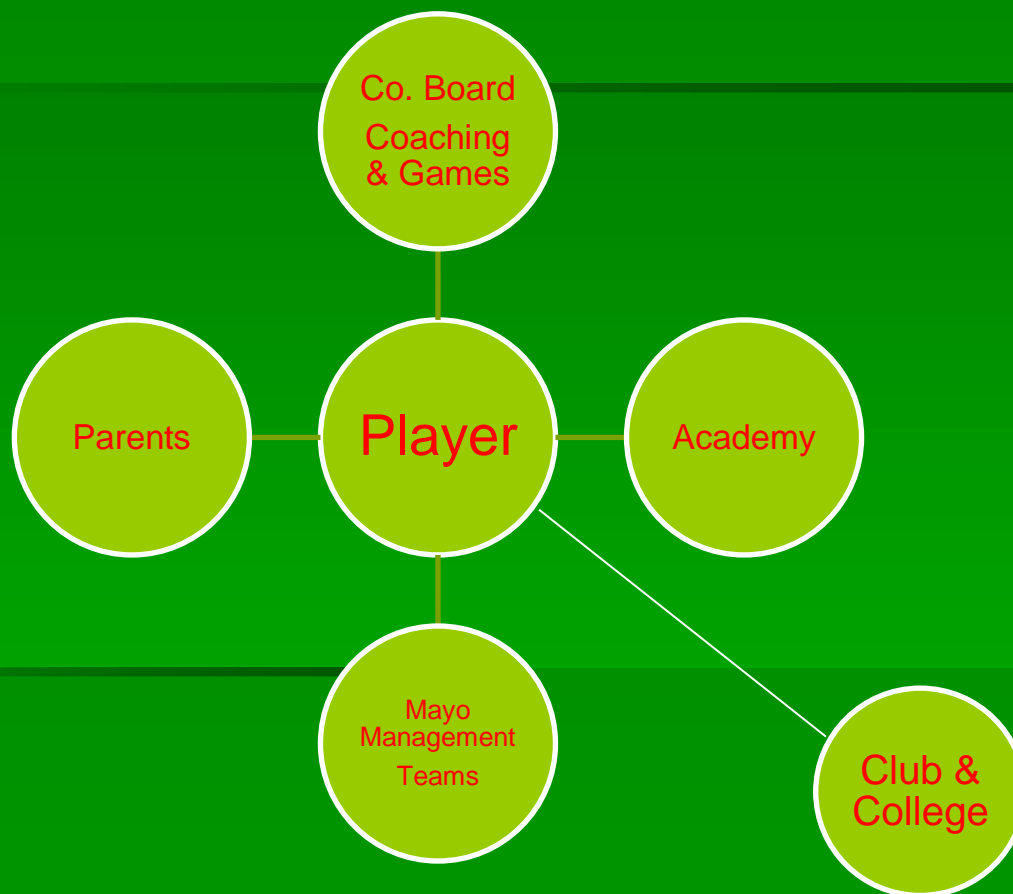 Co. Board
Coaching
& Games
Parents
Player
Academy
Mayo
Management
Teams
Club &
College